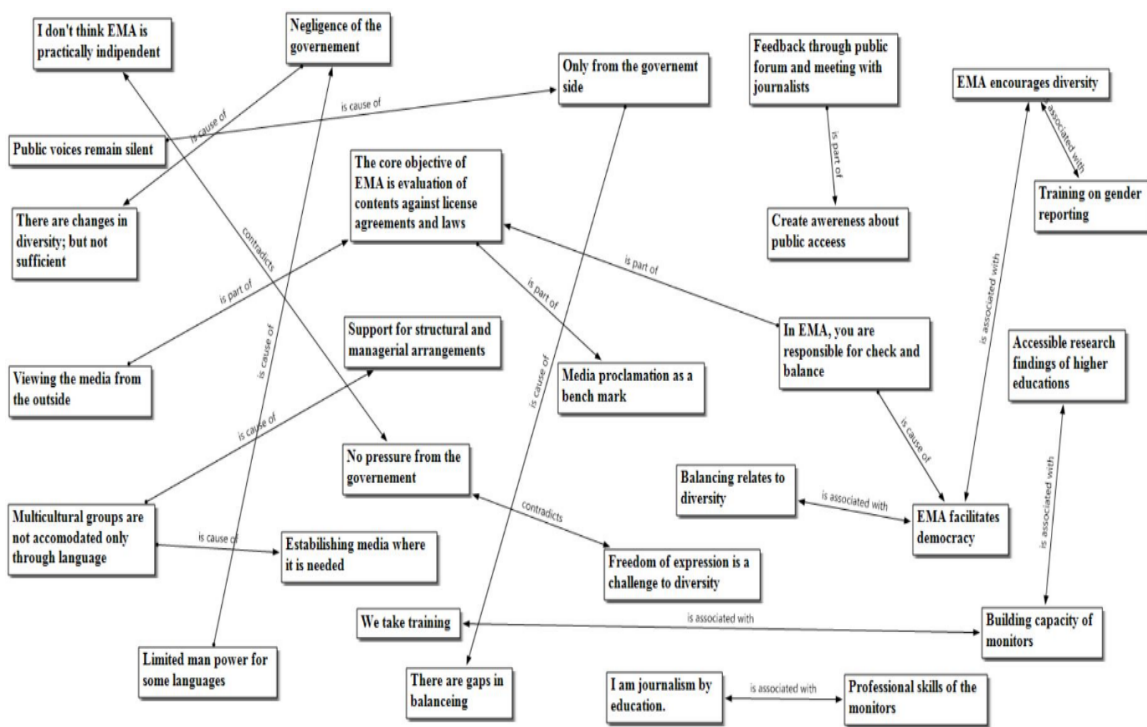 I don't think EMA is
practically indipendent
Negligence of the
governement
Only from the governemt
side
Feedback through public
forum and meeting with
journalists
EMA encourages diversity
is cause of
is cause of
is associated with
Public voices remain silent
is part of
The core objective of
EMA is evaluation of
contents against license
agreements and laws
Training on gender
reporting
There are changes in
diversity; but not
sufficient
Create awereness about
public acceess
contradicts
is part of
is part of
is part of
is associated with
Support for structural and
managerial arrangements
In EMA, you are
responsible for check and
balance
Accessible research
findings of higher
educations
is cause of
Viewing the media from
the outside
Media proclamation as a
bench mark
is cause of
is cause of
is cause of
No pressure from the
governement
Balancing relates to
diversity
is associated with
is associated with
contradicts
Multicultural groups are
not accomodated only
through language
is cause of
Estabilishing media where
it is needed
EMA facilitates
democracy
Freedom of expression is a
challenge to diversity
We take training
is associated with
Building capacity of
monitors
Limited man power for
some languages
There are gaps in
balanceing
I am journalism by
education.
is associated with
Professional skills of the
monitors